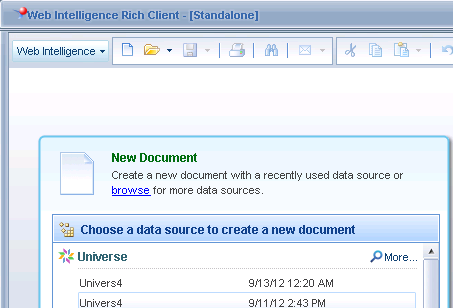 Web Intelligence Rich Client - [Standalone]
Web Intelligence
New Document
Create a new document with a recently used data source or
browse for more data sources.
Choose a data source to create a new document
Universe More...
Univers4 9/13/12 12:20 AM
Univers4 9/11/12 2:43 PM